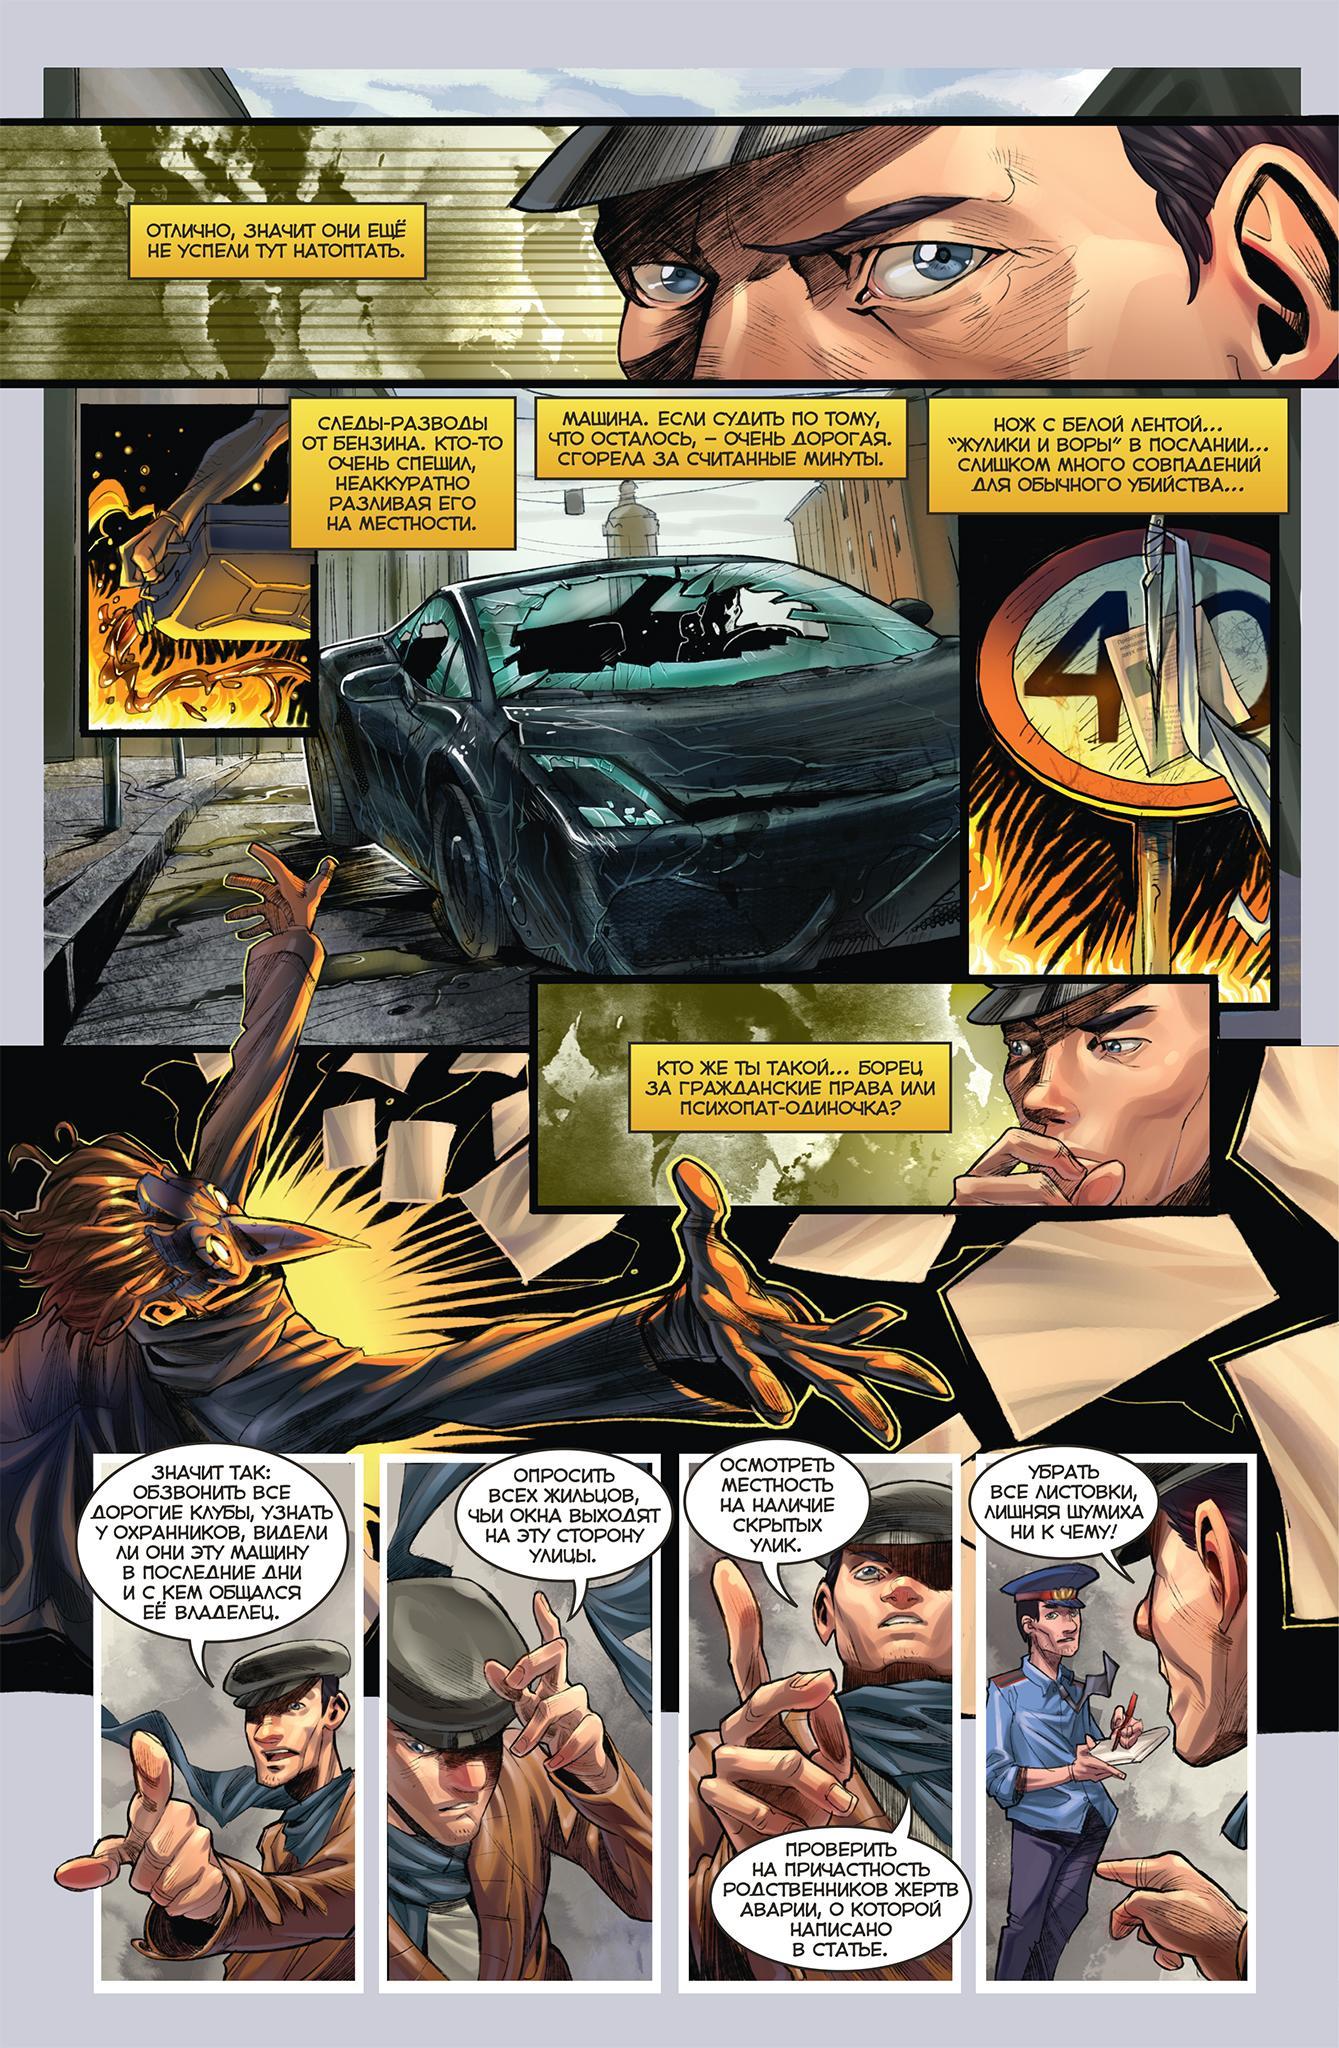 ОТЛИЧНО, ЗНАЧИТ ОНИ ЕЩЁ
НЕ УСПЕЛИ ТУТ НАТОПТАТЬ.
СЛЕДЫ-РАЗВОДЫ
ОТ БЕНЗИНА. КТО-ТО
ОЧЕНЬ СПЕШИЛ,
НЕАККУРАТНО
РАЗЛИВАЯ ЕГО
НА МЕСТНОСТИ.
МАШИНА. ЕСЛИ СУДИТЬ ПО ТОМУ,
ЧТО ОСТАЛОСЬ, – ОЧЕНЬ ДОРОГАЯ.
СГОРЕЛА ЗА СЧИТАННЫЕ МИНУТЫ.
НОЖ С БЕЛОЙ ЛЕНТОЙ...
"ЖУЛИКИ И ВОРЫ" В ПОСЛАНИИ...
СЛИШКОМ МНОГО СОВПАДЕНИЙ
ДЛЯ ОБЫЧНОГО УБИЙСТВА...
40
КТО ЖЕ ТЫ ТАКОЙ... БОРЕЦ
ЗА ГРАЖДАНСКИЕ ПРАВА ИЛИ
ПСИХОПАТ-ОДИНОЧКА?
ЗНАЧИТ ТАК:
ОБЗВОНИТЬ ВСЕ
ДОРОГИЕ КЛУБЫ, УЗНАТЬ
У ОХРАННИКОВ, ВИДЕЛИ
ЛИ ОНИ ЭТУ МАШИНУ
В ПОСЛЕДНИЕ ДНИ
И С КЕМ ОБЩАЛСЯ
ЕЁ ВЛАДЕЛЕЦ.
ОПРОСИТЬ
ВСЕХ ЖИЛЬЦОВ,
ЧЬИ ОКНА ВЫХОДЯТ
НА ЭТУ СТОРОНУ
УЛИЦЫ.
ОСМОТРЕТЬ
МЕСТНОСТЬ
НА НАЛИЧИЕ
СКРЫТЫХ
УЛИК.
ПРОВЕРИТЬ
НА ПРИЧАСТНОСТЬ
РОДСТВЕННИКОВ ЖЕРТВ
АВАРИИ, О КОТОРОЙ
НАПИСАНО
В СТАТЬЕ.
УБРАТЬ
ВСЕ ЛИСТОВКИ,
ЛИШНЯЯ ШУМИХА
НИ К ЧЕМУ!